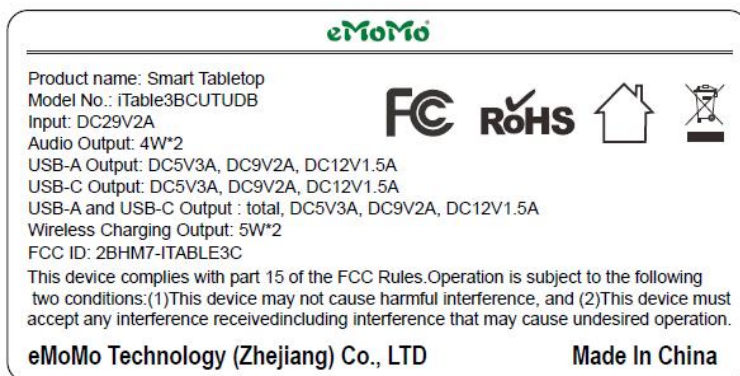 eMoMo
Product name: Smart Tabletop
Model No.: iTable3BCUTUDB
Input: DC29V2A
Audio Output: 4W*2
USB-A Output: DC5V3A, DC9V2A, DC12V1.5A
USB-C Output: DC5V3A, DC9V2A, DC12V1.5A
USB-A and USB-C Output : total, DC5V3A, DC9V2A, DC12V1.5A
Wireless Charging Output: 5W*2
FCC ID: 2BHM7-ITABLE3C
FC RoHS
This device complies with part 15 of the FCC Rules.Operation is subject to the following
two conditions:(1)This device may not cause harmful interference, and (2)This device must
accept any interference receivedincluding interference that may cause undesired operation.
eMoMo Technology (Zhejiang) Co., LTD Made In China